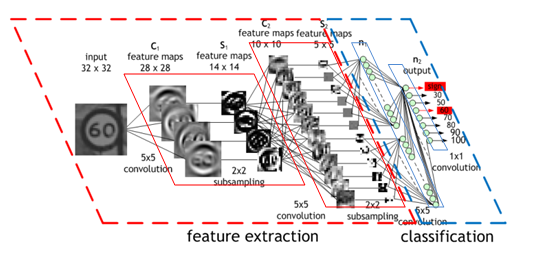 input
32 x 32
C1
feature maps
28 x 28
S1
feature maps
14 x 14
C2
feature maps
10 x 10
S2
feature maps
5 x 5
n1
n2
output
sign
30
50
60
70
80
90
100
60
5x5
convolution
2x2
subsampling
5x5
convolution
2x2
subsampling
5x5
convolution
1x1
convolution
feature extraction
classification